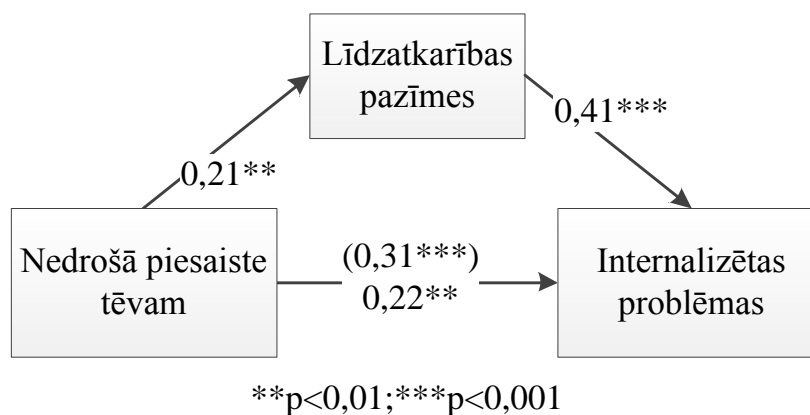 Līdzatkarības
pazīmes
0,21**
0,41***
Nedrošā piesaiste
tēvam
(0,31***)
0,22**
Internalizētas
problēmas
**p<0,01;***p<0,001